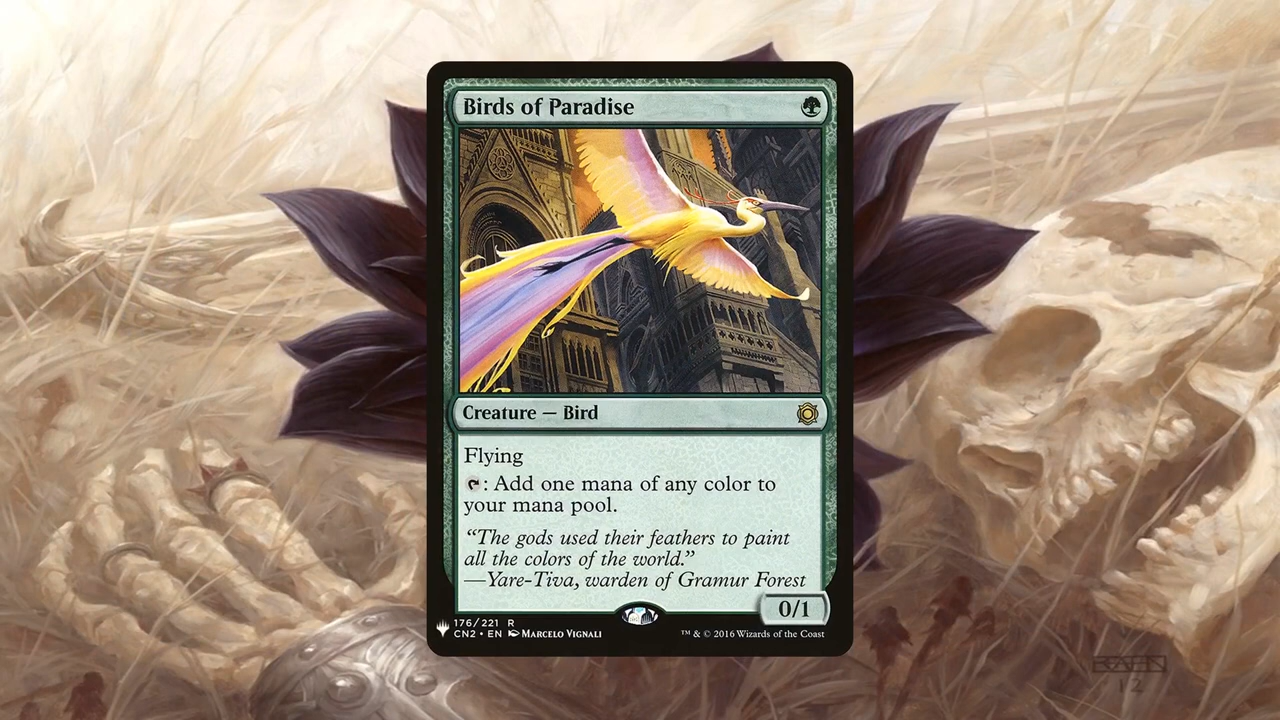 Birds of Paradise
Creature — Bird
Flying
: Add one mana of any color to
your mana pool.
“The gods used their feathers to paint
all the colors of the world.”
—Yare-Tiva, warden of Gramur Forest
0/1
176/221 R
CN2 • EN Marcelo Vignali
™ & © 2016 Wizards of the Coast
12